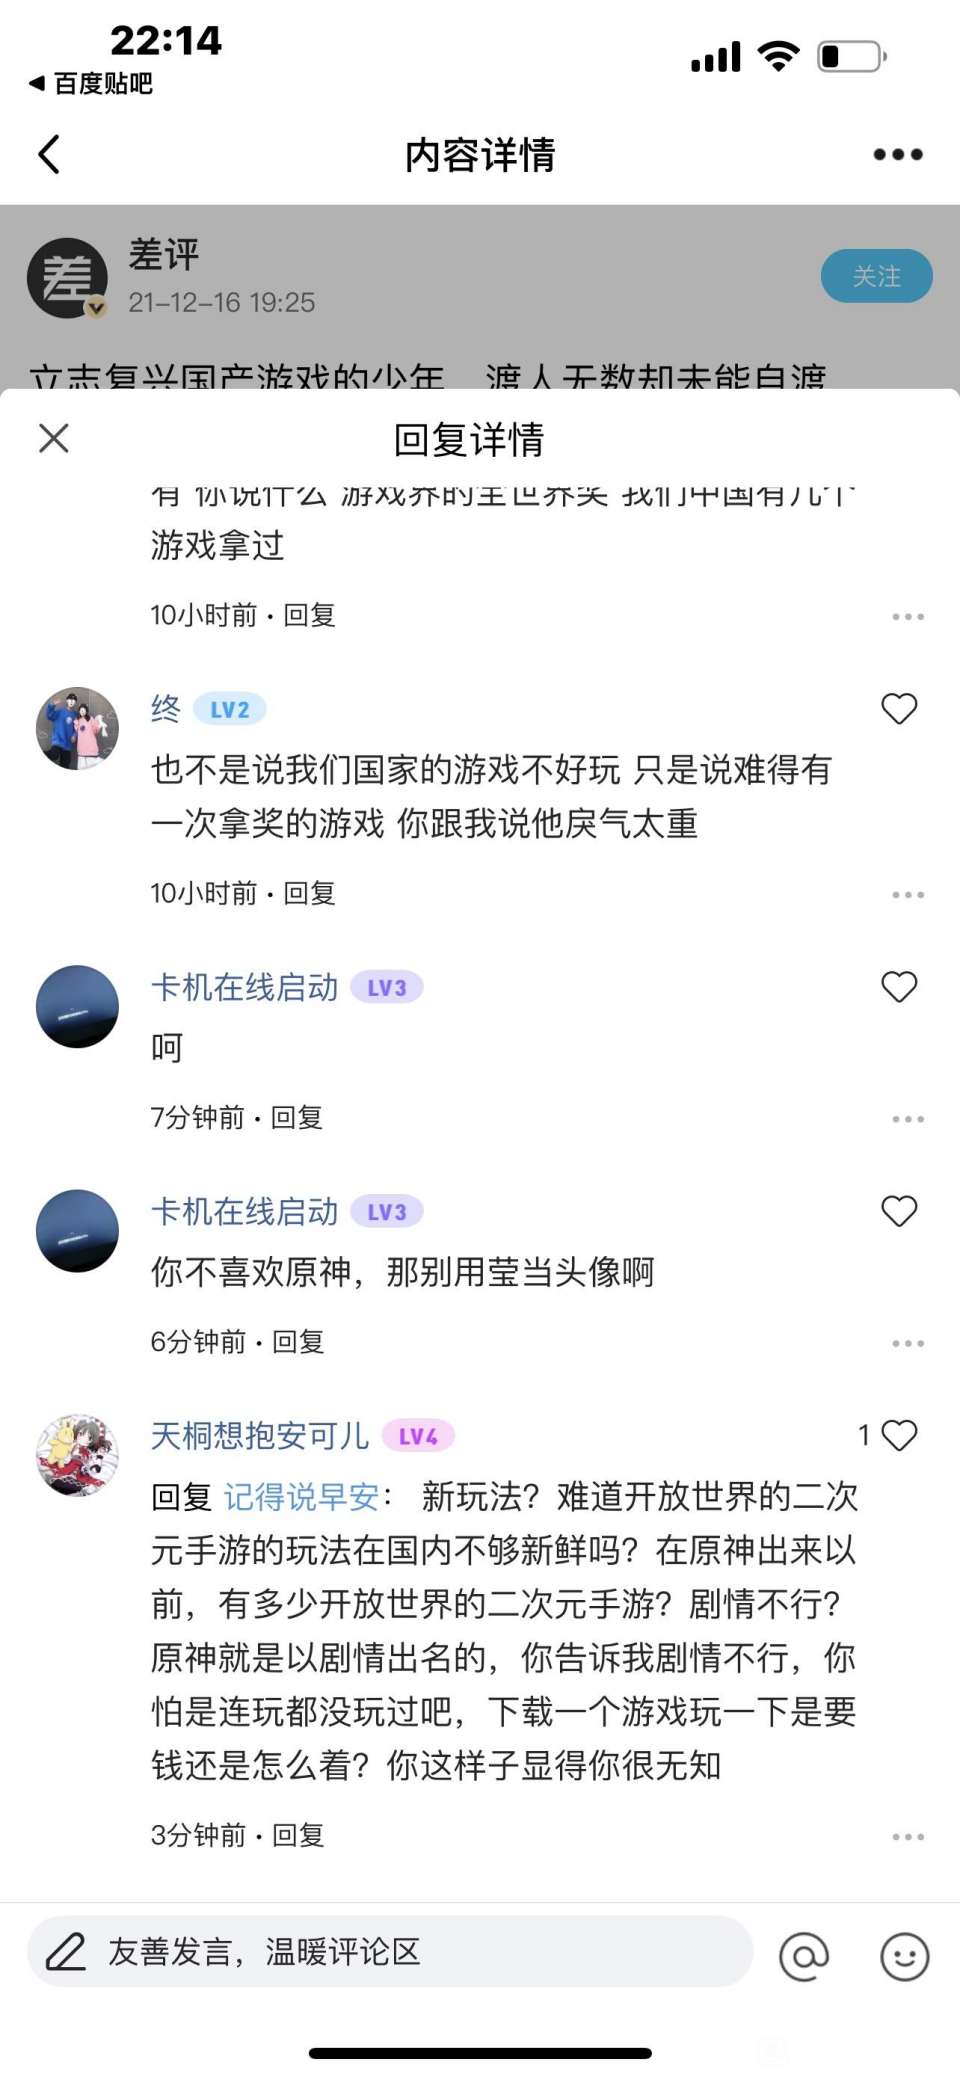 22:14
百度贴吧
内容详情
差评
21-12-16 19:25
关注
立志复兴国产游戏的少年 渡人无数却未能自渡
回复详情
有 你说什么 游戏界的全世界奖 我们中国有几个
游戏拿过
10小时前·回复
终 LV2
也不是说我们国家的游戏不好玩 只是说难得有
一次拿奖的游戏 你跟我说他戾气太重
10小时前·回复
卡机在线启动 LV3
呵
7分钟前·回复
卡机在线启动 LV3
你不喜欢原神，那别用莹当头像啊
6分钟前·回复
天桐想抱安可儿 LV4
1
回复 记得说早安： 新玩法？难道开放世界的二次
元手游的玩法在国内不够新鲜吗？在原神出来以
前，有多少开放世界的二次元手游？剧情不行？
原神就是以剧情出名的，你告诉我剧情不行，你
怕是连玩都没玩过吧，下载一个游戏玩一下是要
钱还是怎么着？你这样子显得你很无知
3分钟前·回复
友善发言，温暖评论区